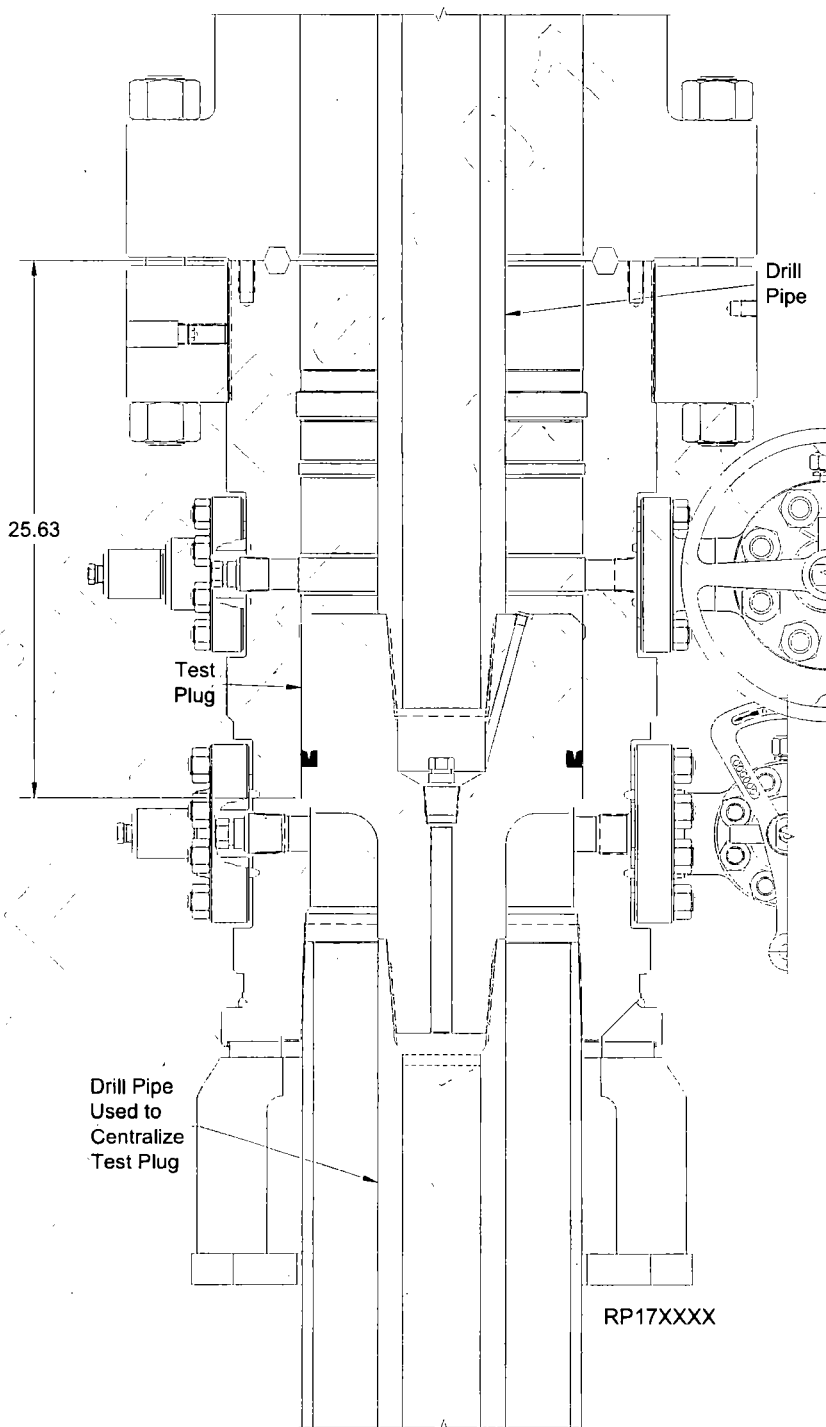 Drill
Pipe
25.63
Test
Plug
Drill Pipe
Used to
Centralize
Test Plug
RP17XXXX